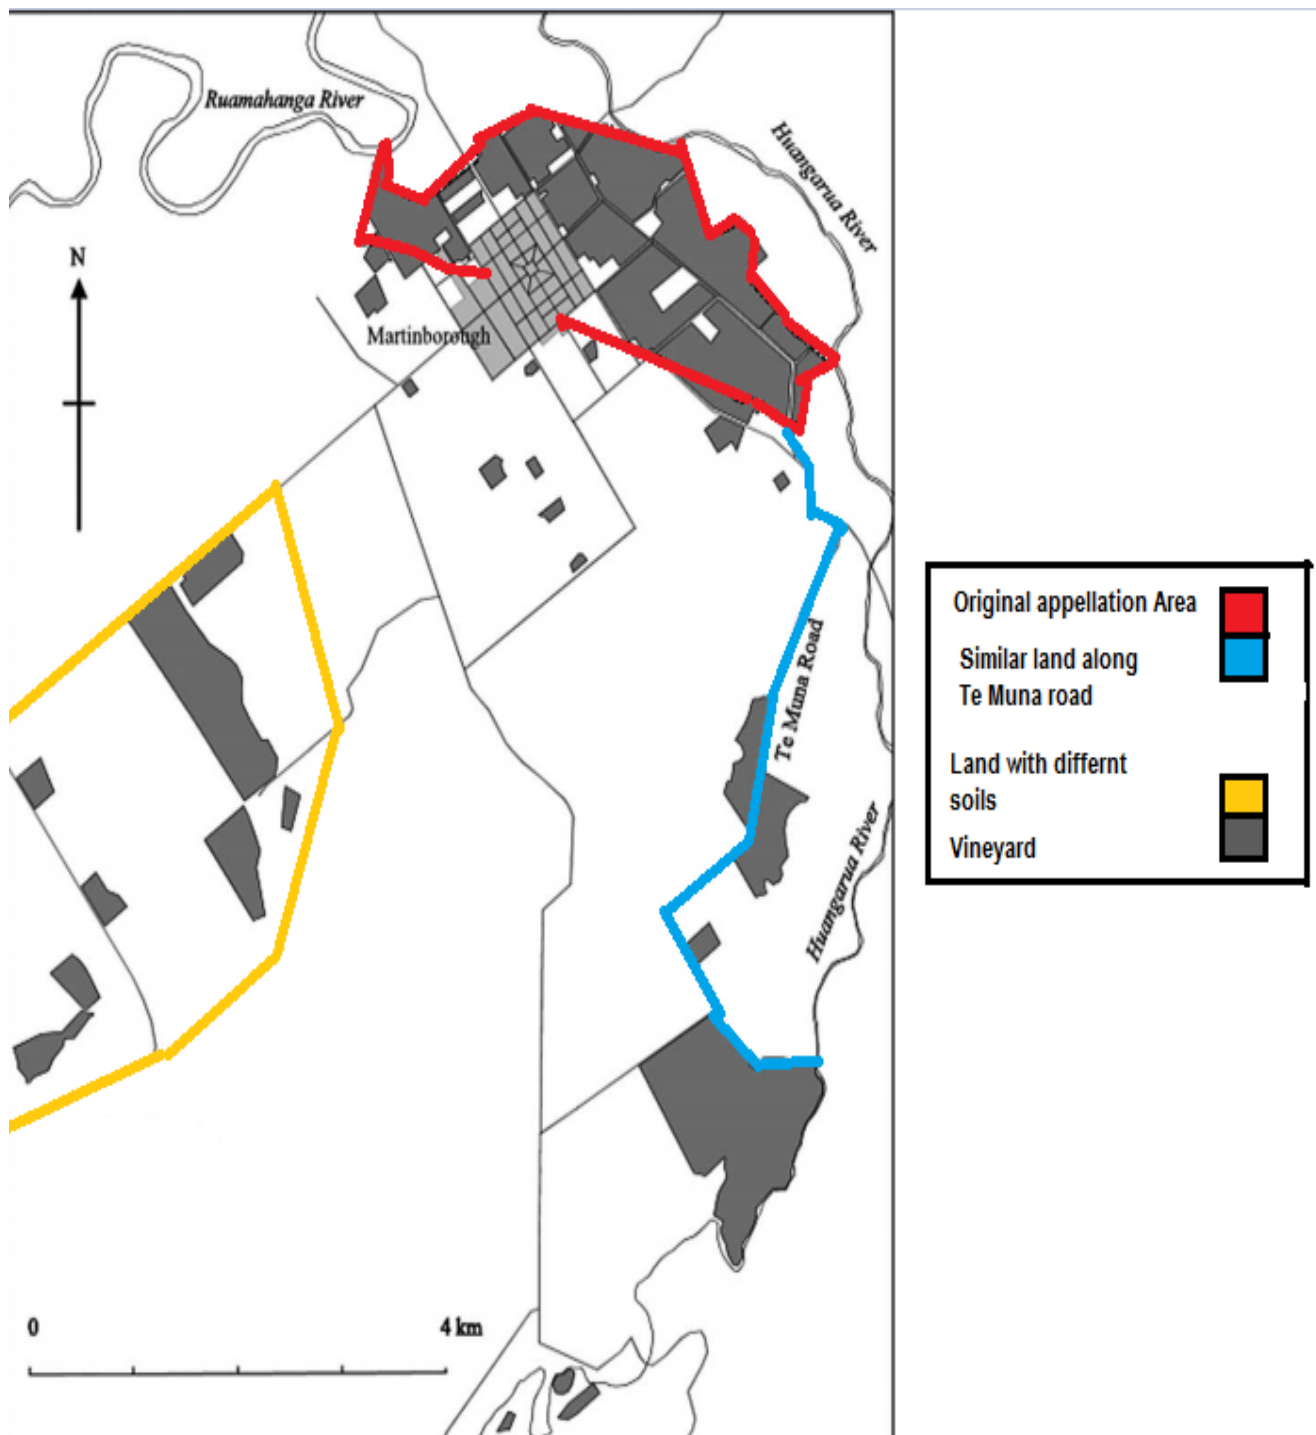 Ruamahanga River
Huangarua River
N
Martinborough
Te Muna Road
Huangarua River
0
4 km
Original appellation Area
Similar land along
Te Muna road
Land with differnt
soils
Vineyard